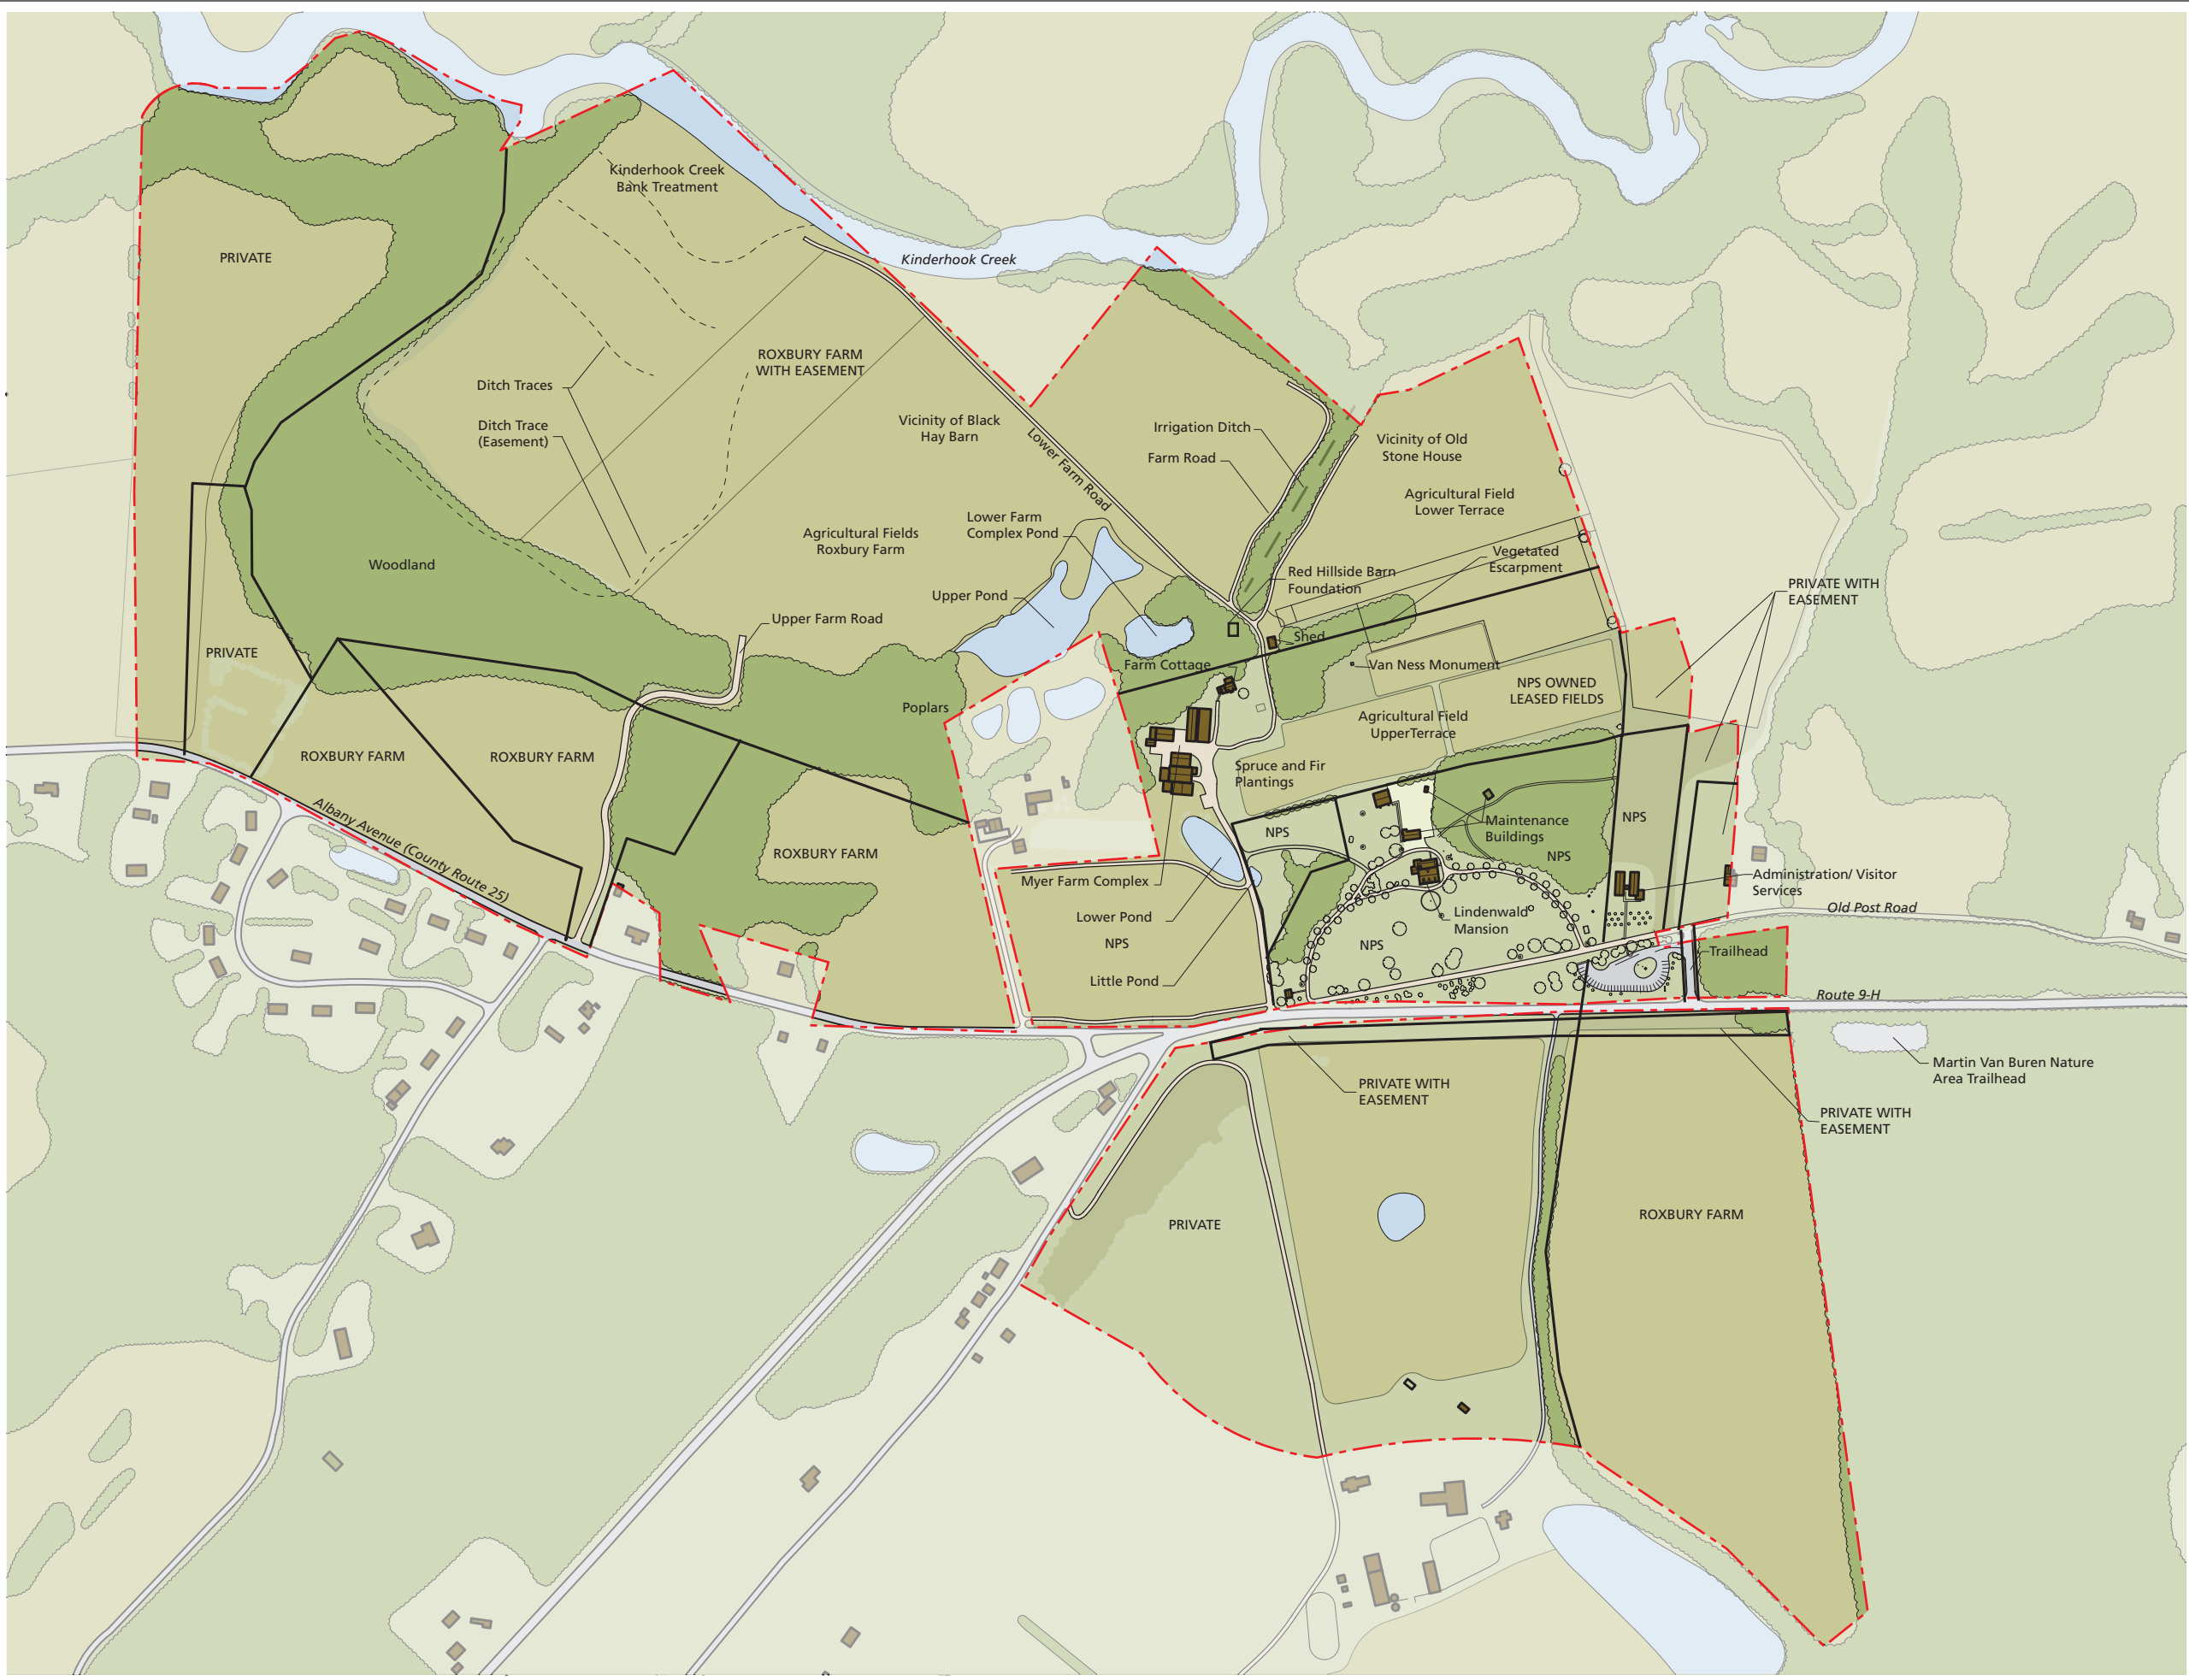 Kinderhook Creek
Bank Treatment
PRIVATE
Kinderhook Creek
ROXBURY FARM
WITH EASEMENT
Ditch Traces
Ditch Trace
(Easement)
Vicinity of Black
Hay Barn
Lower Farm Road
Irrigation Ditch
Farm Road
Vicinity of Old
Stone House
Agricultural Field
Lower Terrace
Lower Farm
Complex Pond
Agricultural Fields
Roxbury Farm
Woodland
Vegetated
Escarpment
Red Hillside Barn
Foundation
PRIVATE WITH
EASEMENT
Upper Pond
Upper Farm Road
Shed
PRIVATE
Farm Cottage
Van Ness Monument
NPS OWNED
LEASED FIELDS
Poplars
Agricultural Field
UpperTerrace
ROXBURY FARM
ROXBURY FARM
Spruce and Fir
Plantings
Albany Avenue (County Route 25)
ROXBURY FARM
NPS
Maintenance
Buildings
NPS
NPS
Myer Farm Complex
Administration/ Visitor
Services
Old Post Road
Lower Pond
Lindenwald
Mansion
NPS
NPS
Trailhead
Little Pond
Route 9-H
Martin Van Buren Nature
Area Trailhead
PRIVATE WITH
EASEMENT
PRIVATE WITH
EASEMENT
PRIVATE
ROXBURY FARM